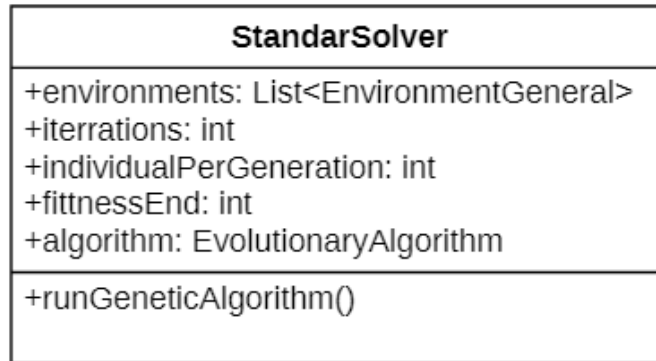 StandarSolver
+environments: List<EnvironmentGeneral>
+iterrations: int
+individualPerGeneration: int
+fittnessEnd: int
+algorithm: EvolutionaryAlgorithm
+runGeneticAlgorithm()